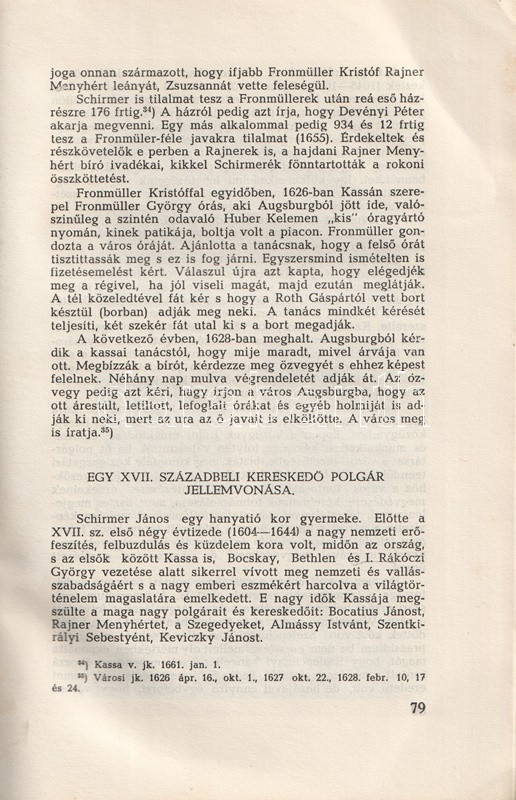 joga onnan származott, hogy ifjabb Fronmüller Kristóf Rajner
Menyhért leányát, Zsuzsannát vette feleségül.
Schirmer is tilalmat tesz a Fronmüllerek után reá eső ház-
részre 176 frtig.³⁴) A házról pedig azt írja, hogy Devényi Péter
akarja megvenni. Egy más alkalommal pedig 934 és 12 frtig
tesz a Fronmüler-féle javakra tilalmat (1655). Érdekeltek és
részkövetelők e perben a Rajnerek is, a hajdani Rajner Meny-
hért bíró ivadékai, kikkel Schirmerék fönntartották a rokoni
összköttetést.
Fronmüller Kristóffal egyidőben, 1626-ban Kassán szere-
pel Fronmüller György órás, aki Augsburgból jött ide, való-
szinüleg a szintén odavaló Huber Kelemen „kis" óragyártó
nyomán, kinek patikája, boltja volt a piacon. Fronmüller gon-
dozta a város óráját. Ajánlotta a tanácsnak, hogy a felső órát
tisztittassák meg s ez is fog járni. Egyszersmind ismételten is
fizetésemelést kért. Válaszul újra azt kapta, hogy elégedjék
meg a régivel, ha jól viseli magát, majd ezután meglátják.
A tél közeledtével fát kér s hogy a Roth Gáspártól vett bort
késztül (borban) adják meg neki. A tanács mindkét kérését
teljesíti, két szekér fát utal ki s a bort megadják.
A következő évben, 1628-ban meghalt. Augsburgból kér-
dik a kassai tanácstól, hogy mije maradt, mivel árvája van
ott. Megbízzák a bírót, kérdezze meg özvegyét s ehhez képest
felelnek. Néhány nap mulva végrendeletét adják át. Az öz-
vegy pedig azt kéri, hogy írjon a város Augsburgba, hogy az
ott árestált, letiltott, lefoglalt órákat és egyéb holmiját is ad-
ják ki neki, mert az ura az ő javait is elköltötte. A város meg
is íratja.³⁵)
EGY XVII. SZÁZADBELI KERESKEDŐ POLGÁR
JELLEMVONÁSA.
Schirmer János egy hanyatló kor gyermeke. Előtte a
XVII. sz. első négy évtizede (1604—1644) a nagy nemzeti erő-
feszítés, felbuzdulás és küzdelem kora volt, midőn az ország,
s az elsők között Kassa is, Bocskay, Bethlen és I. Rákóczi
György vezetése alatt sikerrel vívott meg nemzeti és vallás-
szabadságáért s a nagy emberi eszmékért harcolva a világtör-
ténelem magaslatára emelkedett. E nagy idők Kassája meg-
szülte a maga nagy polgárait és kereskedőit: Bocatius Jánost,
Rajner Menyhértet, a Szegedyeket, Almássy Istvánt, Szentki-
rályi Sebestyént, Keviczky Jánost.
³⁴) Kassa v. jk. 1661. jan. 1.
³⁵) Városi jk. 1626 ápr. 16., okt. 1., 1627 okt. 22., 1628. febr. 10, 17
és 24.
79